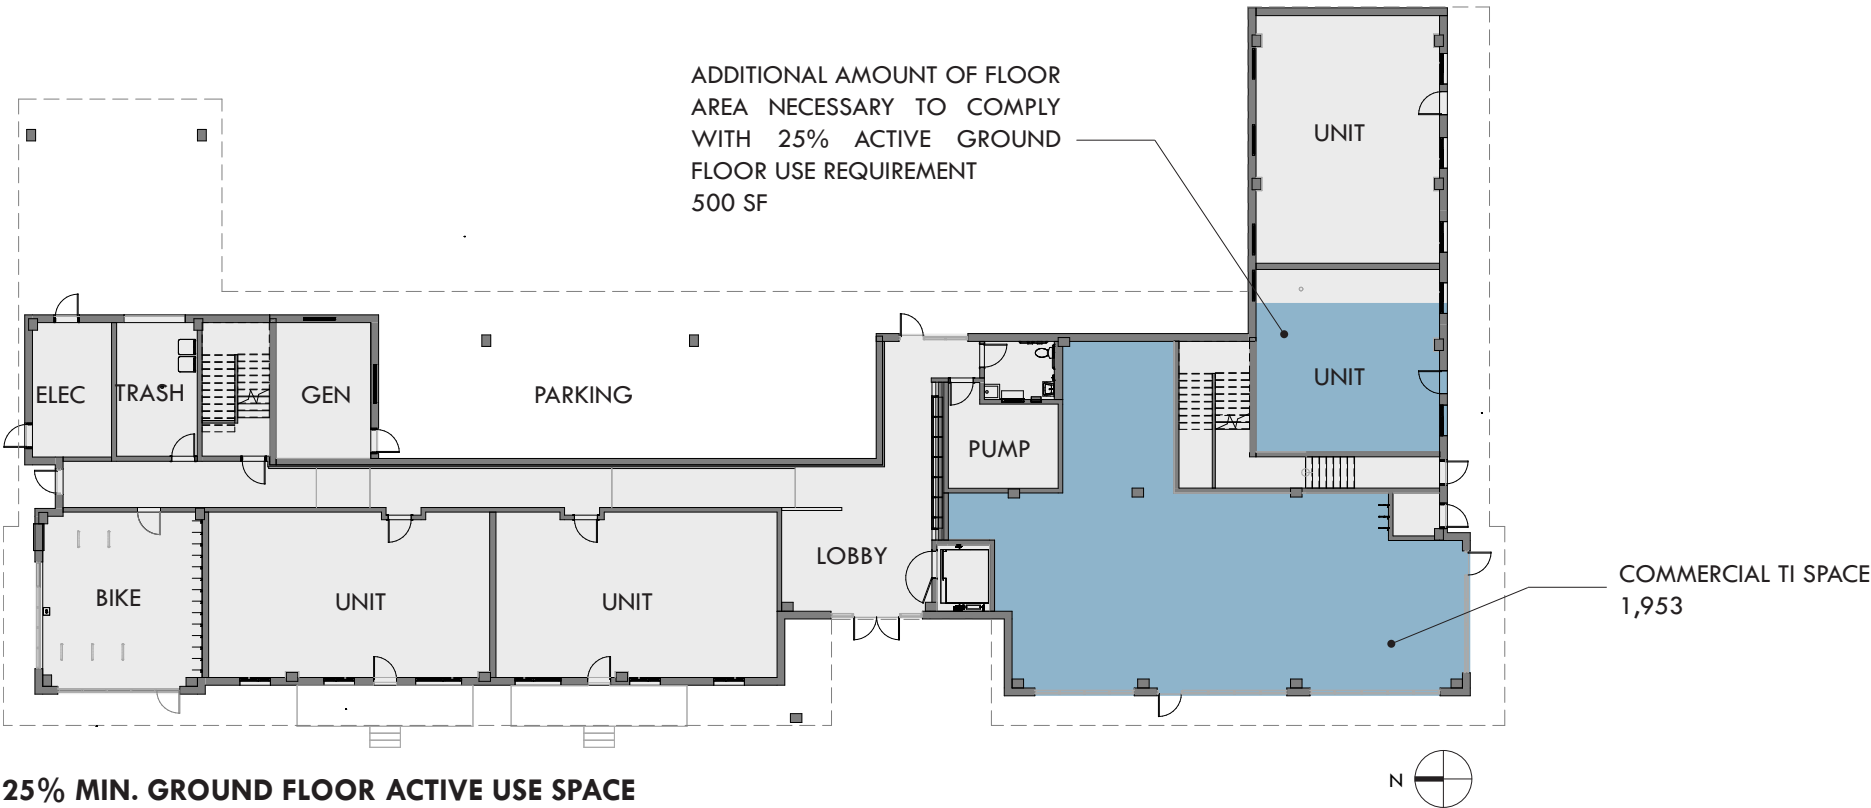 ADDITIONAL AMOUNT OF FLOOR
AREA NECESSARY TO COMPLY
WITH 25% ACTIVE GROUND
FLOOR USE REQUIREMENT
500 SF
UNIT
UNIT
ELEC
TRASH
GEN
PARKING
PUMP
LOBBY
BIKE
UNIT
UNIT
COMMERCIAL TI SPACE
1,953
N
25% MIN. GROUND FLOOR ACTIVE USE SPACE